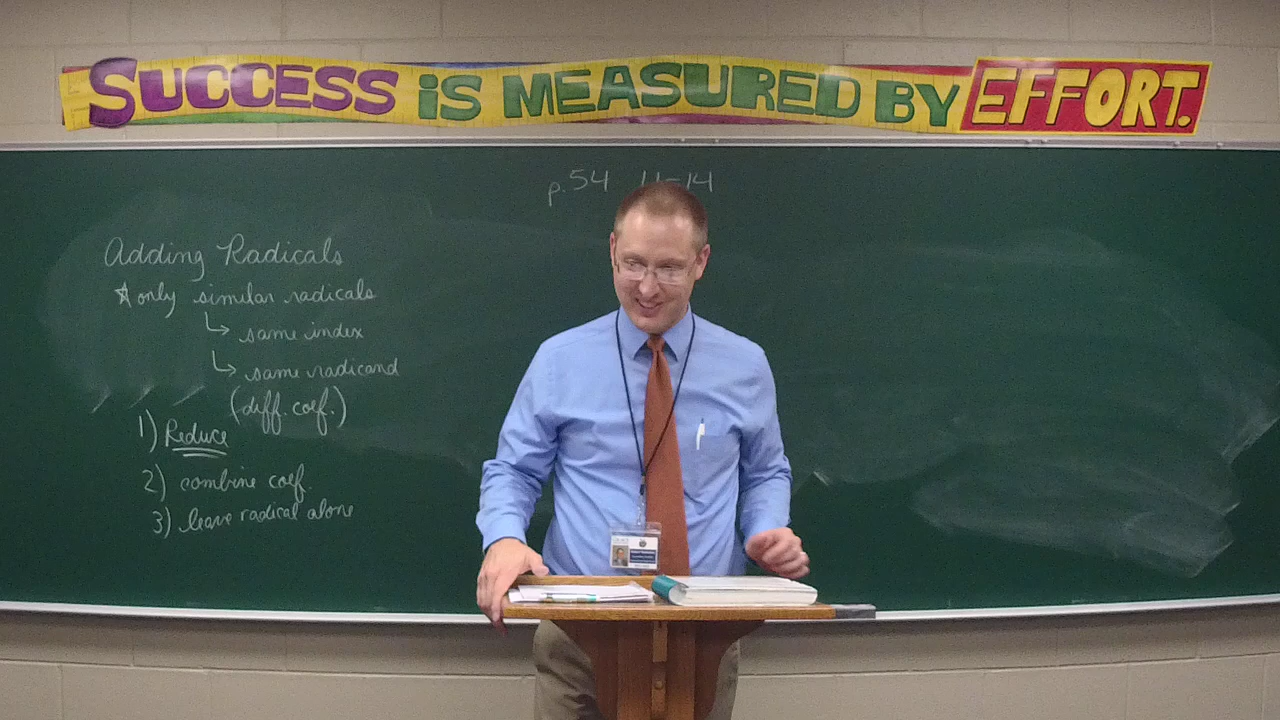 SUCCESS is MEASURED BY EFFORT.
p.54 11-14
Adding Radicals
☆ only similar radicals
↳ same index
↳ same radicand
(diff. coef.)
1) Reduce
2) combine coef.
3) leave radical alone